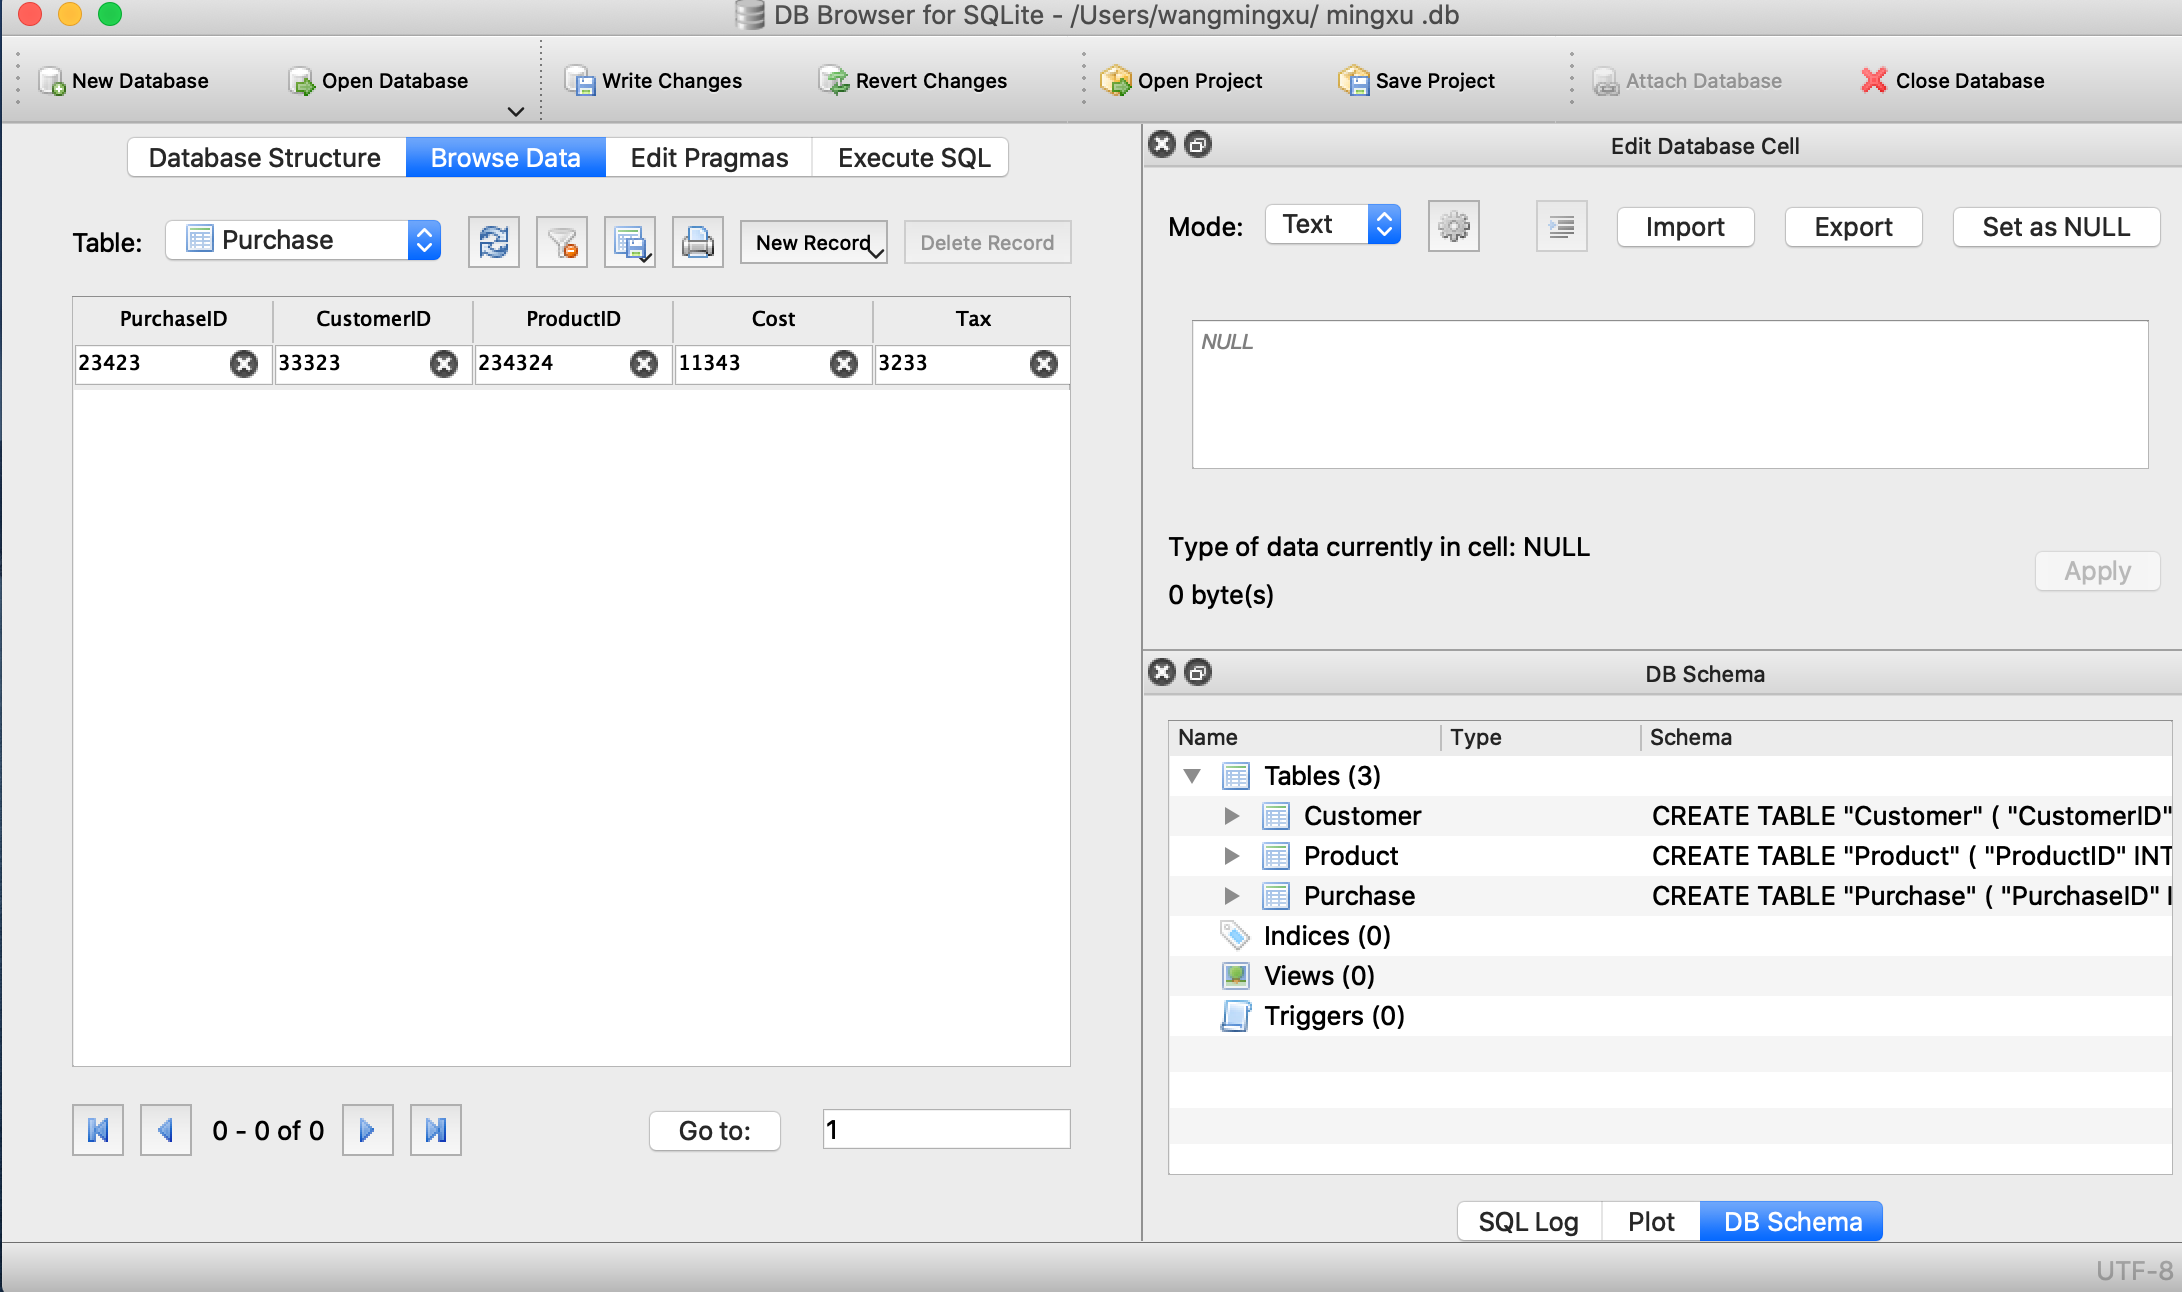 DB Browser for SQLite - /Users/wangmingxu/ mingxu .db
New Database Open Database Write Changes Revert Changes Open Project Save Project Attach Database Close Database
Database Structure Browse Data Edit Pragmas Execute SQL
Table: Purchase New Record Delete Record
PurchaseID CustomerID ProductID Cost Tax
23423 33323 234324 11343 3233
0 - 0 of 0 Go to: 1
Edit Database Cell
Mode: Text Import Export Set as NULL
NULL
Type of data currently in cell: NULL
0 byte(s)
Apply
DB Schema
Name Type Schema
Tables (3)
Customer CREATE TABLE "Customer" ( "CustomerID"
Product CREATE TABLE "Product" ( "ProductID" INT
Purchase CREATE TABLE "Purchase" ( "PurchaseID" I
Indices (0)
Views (0)
Triggers (0)
SQL Log Plot DB Schema
UTF-8